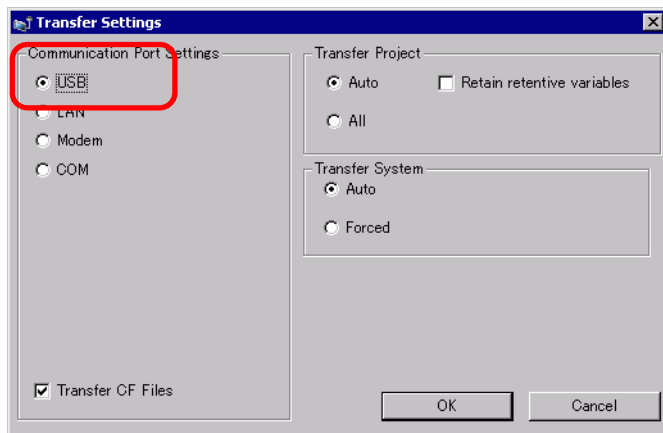 Transfer Settings
Communication Port Settings
USB
LAN
Modem
COM
Transfer CF Files
Transfer Project
Auto
Retain retentive variables
All
Transfer System
Auto
Forced
OK
Cancel